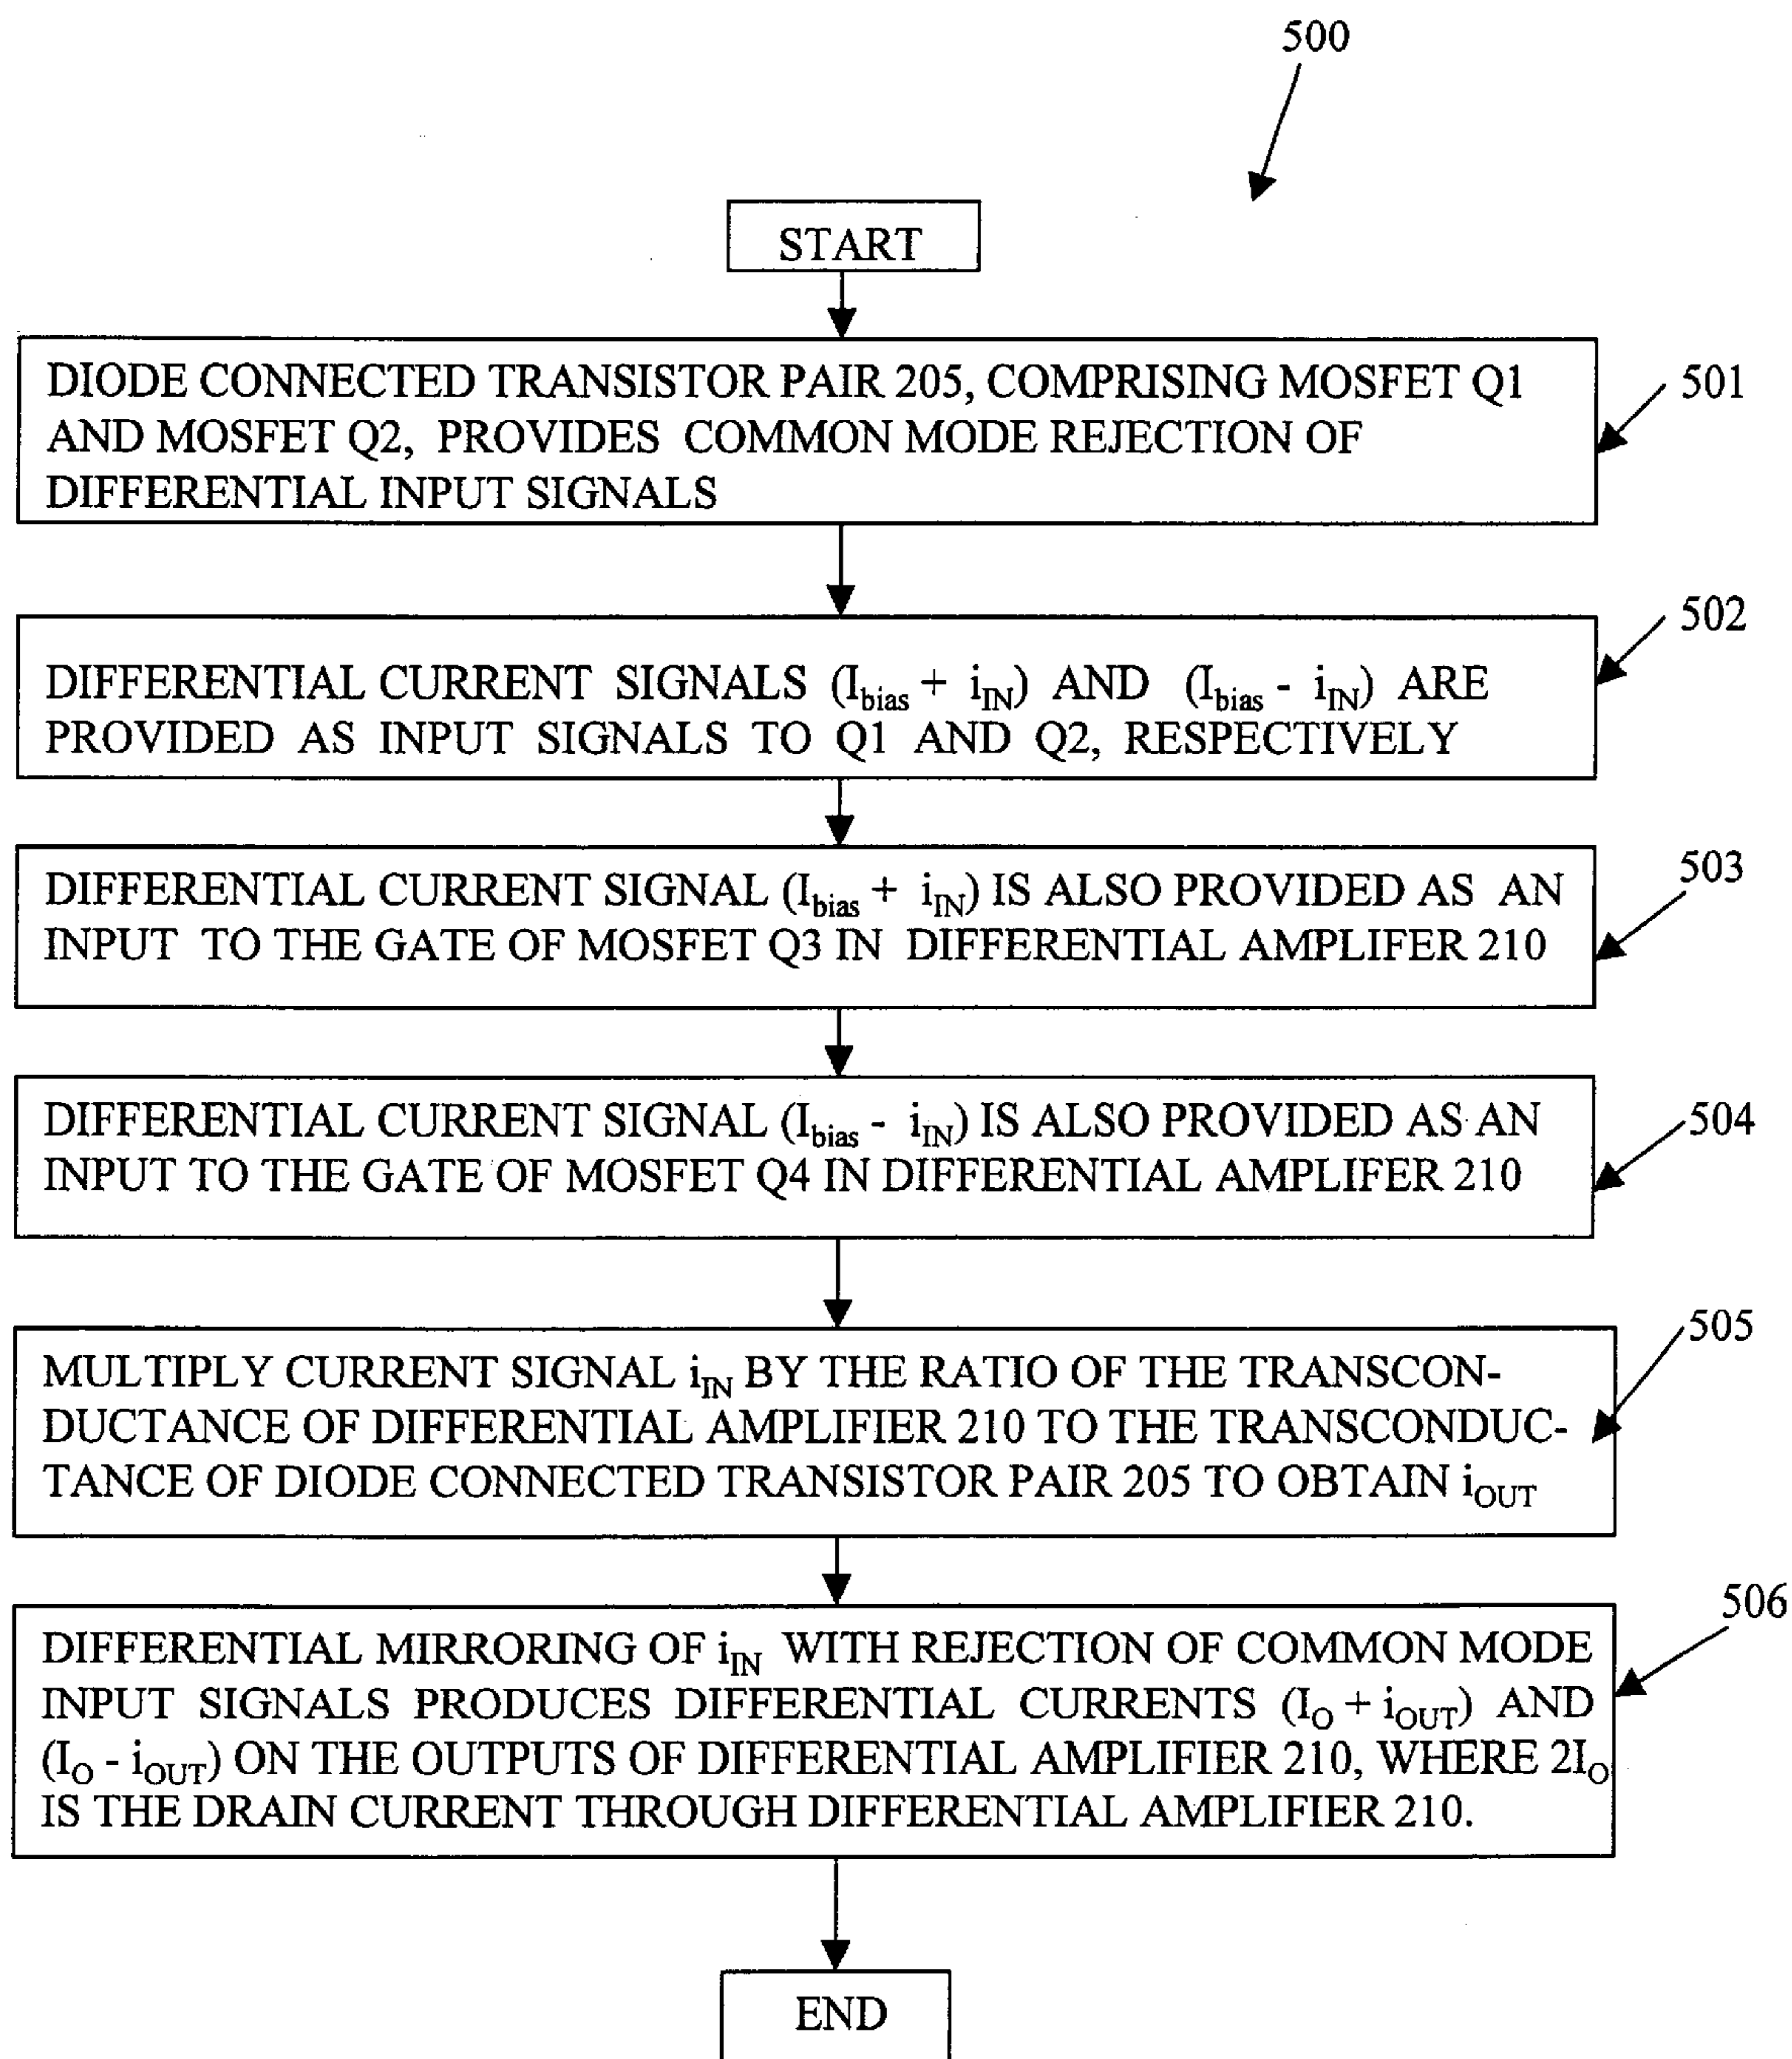 500
START
DIODE CONNECTED TRANSISTOR PAIR 205, COMPRISING MOSFET Q1
AND MOSFET Q2, PROVIDES COMMON MODE REJECTION OF
DIFFERENTIAL INPUT SIGNALS
501
DIFFERENTIAL CURRENT SIGNALS (Ibias + iIN) AND (Ibias - iIN) ARE
PROVIDED AS INPUT SIGNALS TO Q1 AND Q2, RESPECTIVELY
502
DIFFERENTIAL CURRENT SIGNAL (Ibias + iIN) IS ALSO PROVIDED AS AN
INPUT TO THE GATE OF MOSFET Q3 IN DIFFERENTIAL AMPLIFER 210
503
DIFFERENTIAL CURRENT SIGNAL (Ibias - iIN) IS ALSO PROVIDED AS AN
INPUT TO THE GATE OF MOSFET Q4 IN DIFFERENTIAL AMPLIFER 210
504
MULTIPLY CURRENT SIGNAL iIN BY THE RATIO OF THE TRANSCON-
DUCTANCE OF DIFFERENTIAL AMPLIFIER 210 TO THE TRANSCONDUC-
TANCE OF DIODE CONNECTED TRANSISTOR PAIR 205 TO OBTAIN iOUT
505
DIFFERENTIAL MIRRORING OF iIN WITH REJECTION OF COMMON MODE
INPUT SIGNALS PRODUCES DIFFERENTIAL CURRENTS (IO + iOUT) AND
(IO - iOUT) ON THE OUTPUTS OF DIFFERENTIAL AMPLIFIER 210, WHERE 2IO
IS THE DRAIN CURRENT THROUGH DIFFERENTIAL AMPLIFIER 210.
506
END